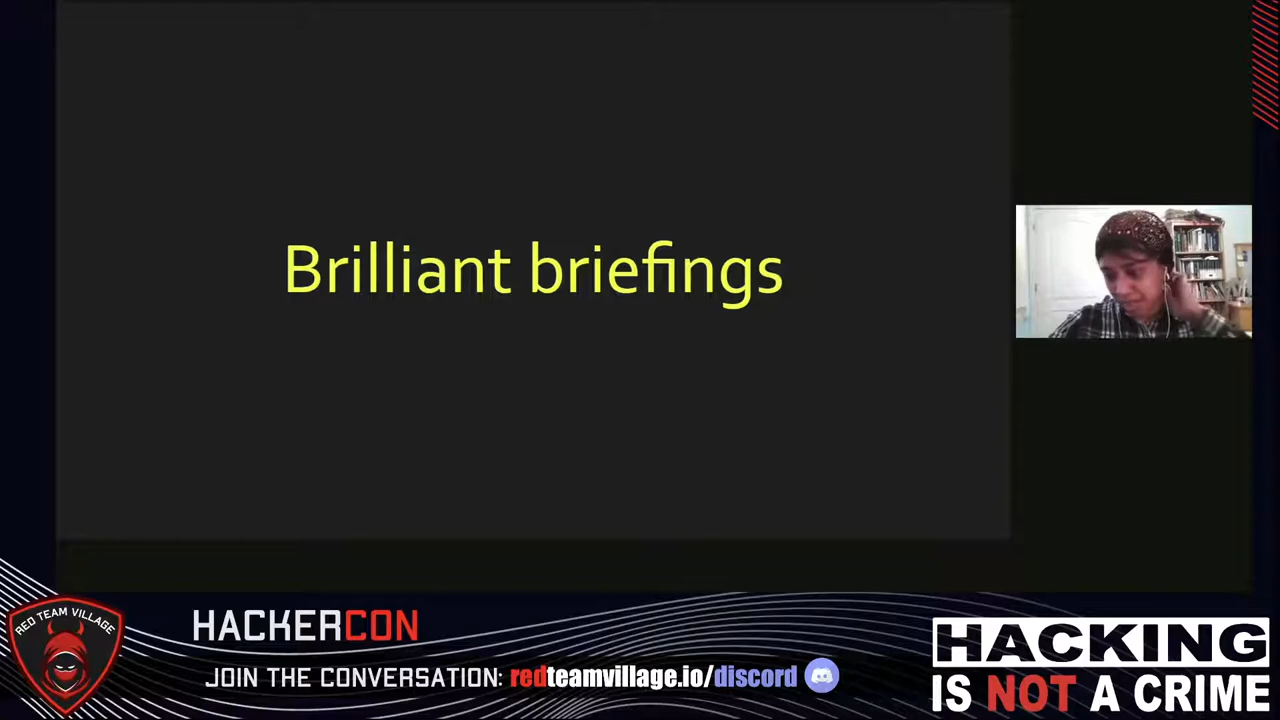 Brilliant briefings
RED TEAM VILLAGE
HACKERCON
JOIN THE CONVERSATION: redteamvillage.io/discord
HACKING
IS NOT A CRIME